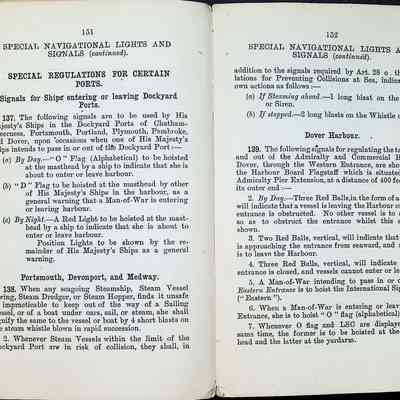 151
SPECIAL NAVIGATIONAL LIGHTS AND
SIGNALS (continued).
SPECIAL REGULATIONS FOR CERTAIN
PORTS.
Signals for Ships entering or leaving Dockyard
Ports.
137. The following signals are to be used by His
Majesty's Ships in the Dockyard Ports of Chatham,
Sheerness, Portsmouth, Portland, Plymouth, Pembroke,
and Dover, upon occasions when one of His Majesty's
Ships intends to pass in or out of the Dockyard Port:—
(a) By Day.—"O" Flag (Alphabetical) to be hoisted
at the masthead by a ship to indicate that she is
about to enter or leave harbour.
(b) "D" Flag to be hoisted at the masthead by other
of His Majesty's Ships in the harbour, as a
general warning that a Man-of-War is entering
or leaving harbour.
(c) By Night.—A Red Light to be hoisted at the mast-
head by a ship to indicate that she is about to
enter or leave harbour.
Position Lights to be shown by the re-
mainder of His Majesty's Ships as a general
warning.
Portsmouth, Devonport, and Medway.
138. When any seagoing Steamship, Steam Vessel
Steam Dredger, or Steam Hopper, finds it unsafe
impracticable to keep out of the way of a Sailing
Vessel, or of a boat under oars, sail, or steam, she shall
signify the same to the vessel or boat by 4 short blasts on
the steam whistle blown in rapid succession.
2. Whenever Steam Vessels within the limit of the
Dockyard Port are in risk of collision, they shall, in
152
SPECIAL NAVIGATIONAL LIGHTS A
SIGNALS (continued).
addition to the signals required by Art. 28 o
lations for Preventing Collisions at Sea, indicat
own actions as follows :—
(a) If Steaming ahead.—1 long blast on the
or Siren.
(b) If stopped.—2 long blasts on the Whistle o
Dover Harbour.
139. The following signals for regulating the
and out of the Admiralty and Commercial H
Dover, through the Western Entrance, are sho
the Harbour Board Flagstaff which is situated
Admiralty Pier Extension, at a distance of 400 fe
its outer end :—
2. By Day.—Three Red Balls, in the form of a
will indicate that a vessel is leaving the Harbour or
entrance is obstructed. No other vessel is to
so as to obstruct the entrance whilst this s
shown.
3. Two Red Balls, vertical, will indicate that
is approaching the entrance from seaward, and n
to leave the Harbour.
4. Three Red Balls, vertical, will indicate th
entrance is closed, and vessels cannot enter or le
5. A Man-of-War intending to pass in or o
Eastern Entrance is to hoist the International Sig
("Eastern").
6. When a Man-of-War is entering or leavi
Entrance, she is to hoist "O" flag (alphabetical) at
7. Whenever O flag and LSG are displayed
same time, the former is to be hoisted at the
head and the latter at the yardarm.